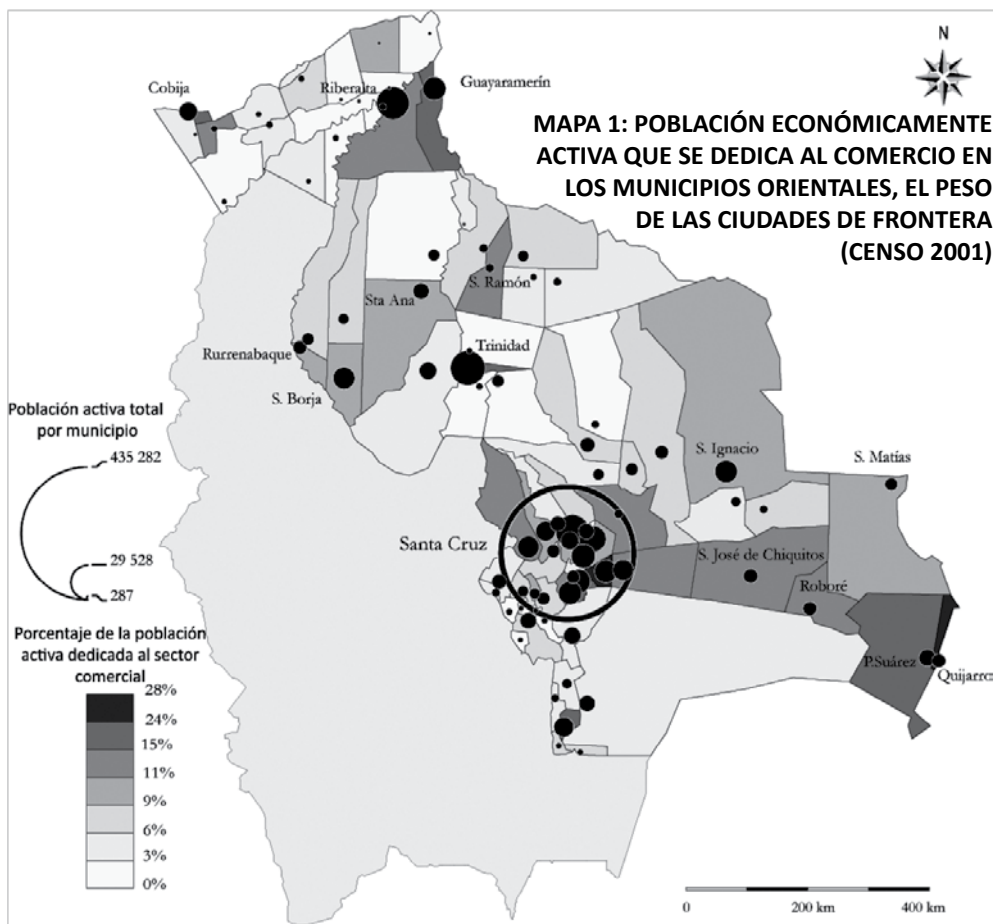 N
MAPA 1: POBLACIÓN ECONÓMICAMENTE
ACTIVA QUE SE DEDICA AL COMERCIO EN
LOS MUNICIPIOS ORIENTALES, EL PESO
DE LAS CIUDADES DE FRONTERA
(CENSO 2001)
Cobija
Riberalta
Guayaramerín
Sta Ana
S. Ramón
Rurrenabaque
Trinidad
S. Borja
S. Ignacio
S. Matías
Santa Cruz
S. José de Chiquitos
Roboré
P.Suárez
Quijarro
Población activa total
por municipio
435 282
29 528
287
Porcentaje de la población
activa dedicada al sector
comercial
28%
24%
15%
11%
9%
6%
3%
0%
0
200 km
400 km